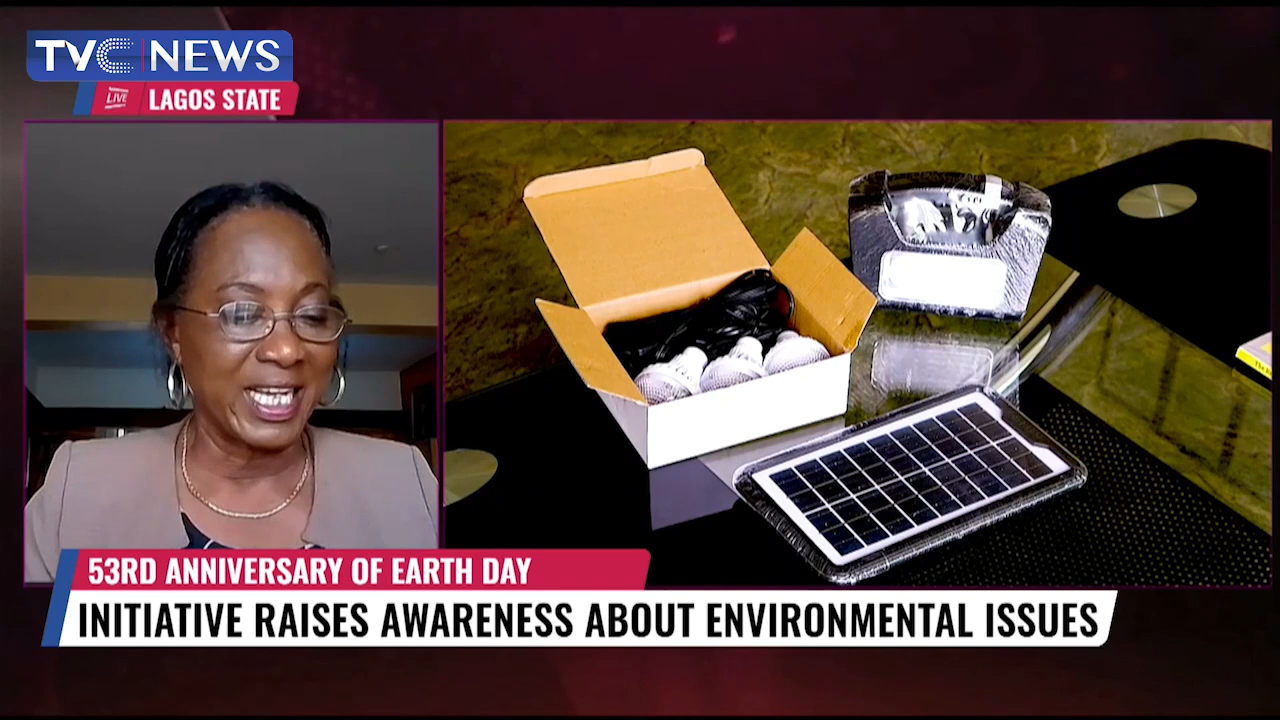 TVC NEWS
LIVE LAGOS STATE
53RD ANNIVERSARY OF EARTH DAY
INITIATIVE RAISES AWARENESS ABOUT ENVIRONMENTAL ISSUES